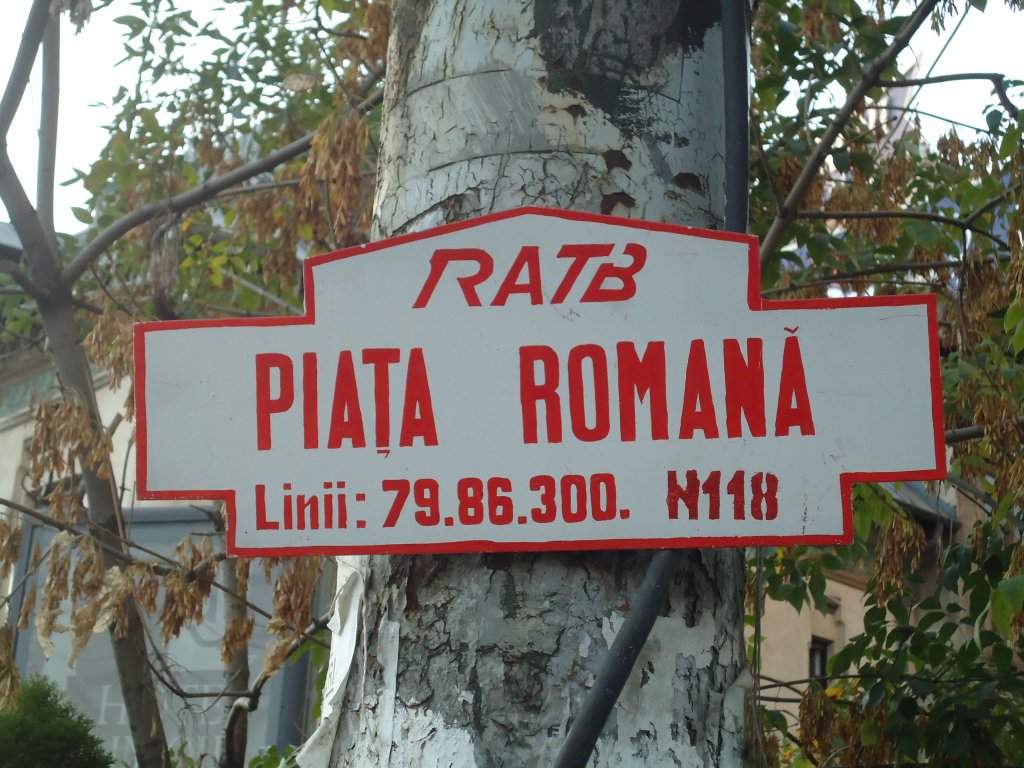 RATB
PIAȚA ROMANĂ
Linii: 79.86.300. N118